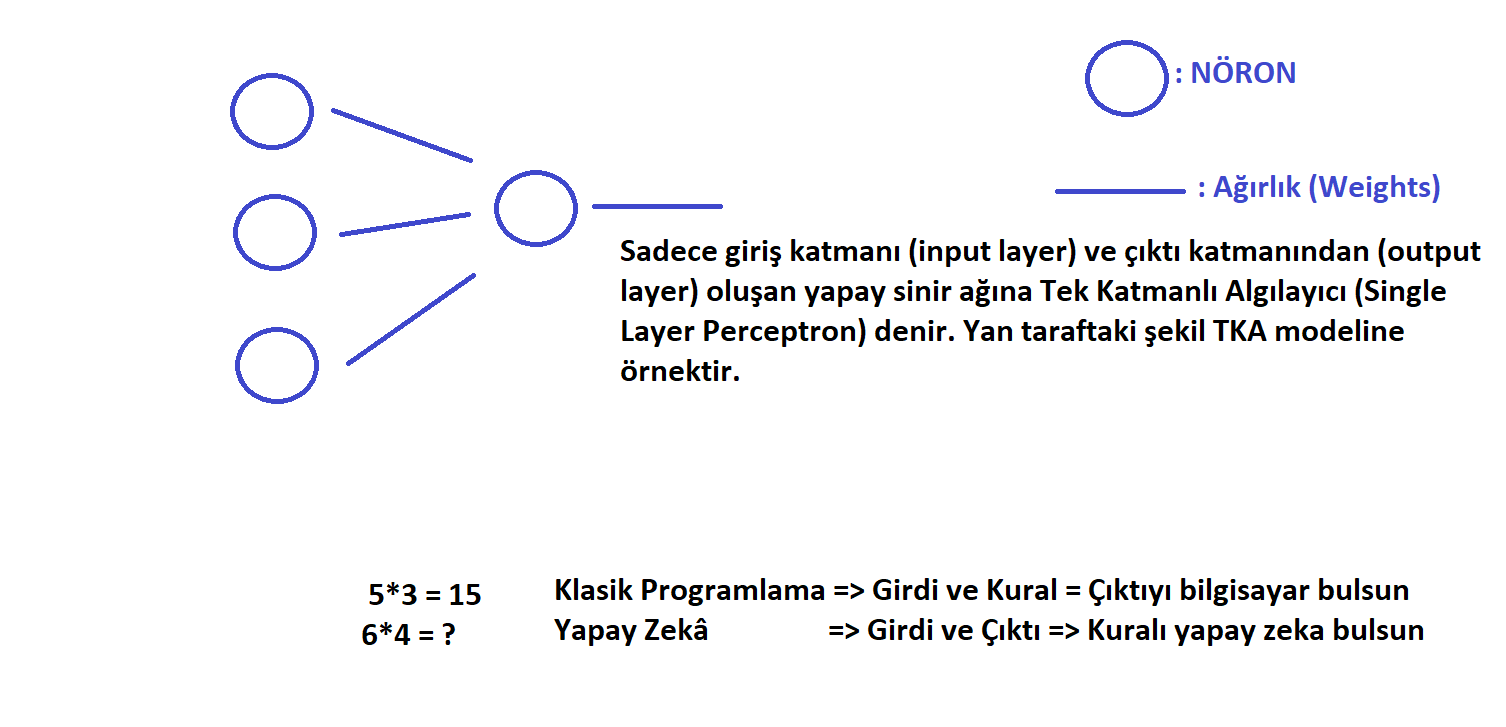 : NÖRON
: Ağırlık (Weights)
Sadece giriş katmanı (input layer) ve çıktı katmanından (output
layer) oluşan yapay sinir ağına Tek Katmanlı Algılayıcı (Single
Layer Perceptron) denir. Yan taraftaki şekil TKA modeline
örnektir.
5*3 = 15 Klasik Programlama => Girdi ve Kural = Çıktıyı bilgisayar bulsun
6*4 = ? Yapay Zekâ => Girdi ve Çıktı => Kuralı yapay zeka bulsun